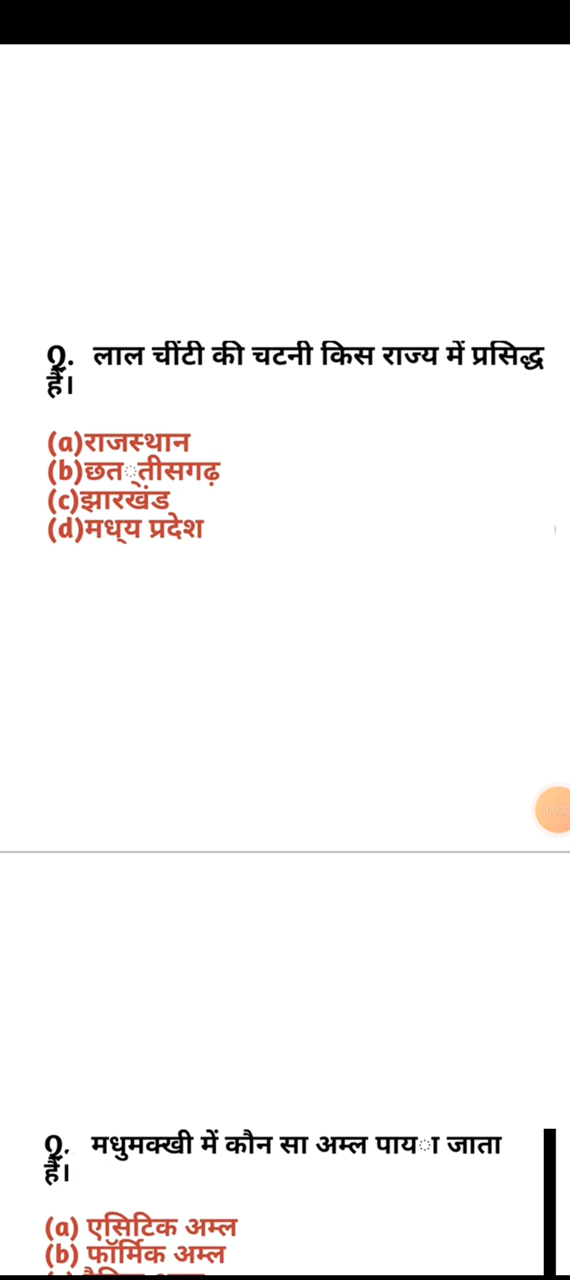 Q. लाल चींटी की चटनी किस राज्य में प्रसिद्ध
हैं।
(a)राजस्थान
(b)छत्तीसगढ़
(c)झारखंड
(d)मध्य प्रदेश
Q. मधुमक्खी में कौन सा अम्ल पाया जाता
हैं।
(a) एसिटिक अम्ल
(b) फॉर्मिक अम्ल